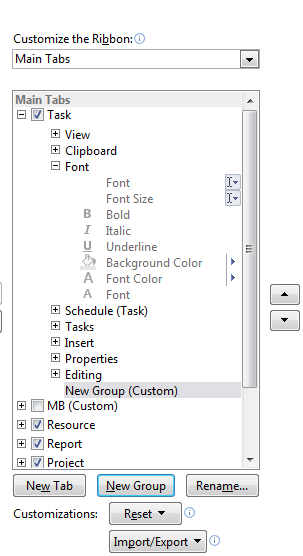 Customize the Ribbon:
Main Tabs
Main Tabs
Task
View
Clipboard
Font
Font
Font Size
B Bold
I Italic
U Underline
Background Color
A Font Color
A Font
Schedule (Task)
Tasks
Insert
Properties
Editing
New Group (Custom)
MB (Custom)
Resource
Report
Project
New Tab New Group Rename...
Customizations: Reset
Import/Export